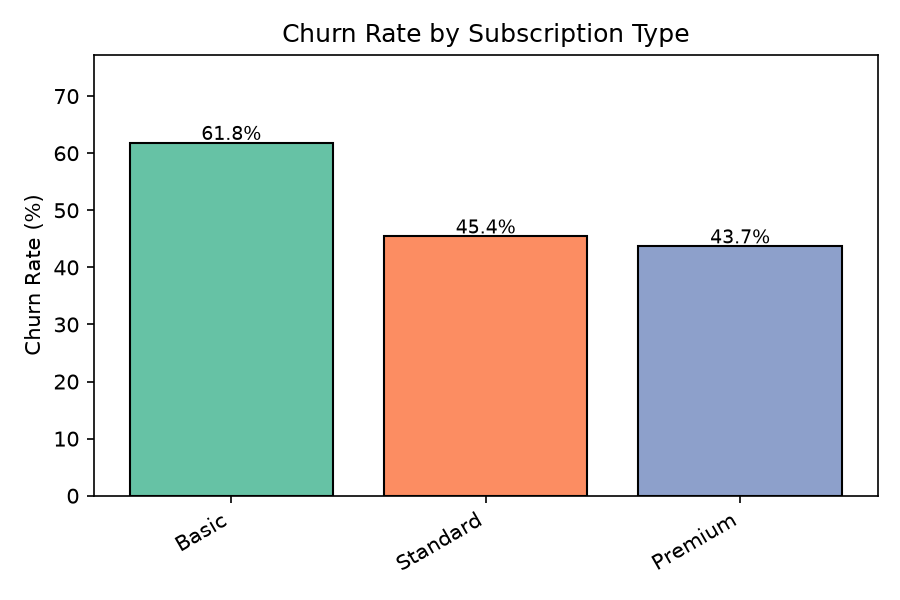 Churn Rate by Subscription Type
Churn Rate (%)
70
60
50
40
30
20
10
0
61.8%
45.4%
43.7%
Basic
Standard
Premium